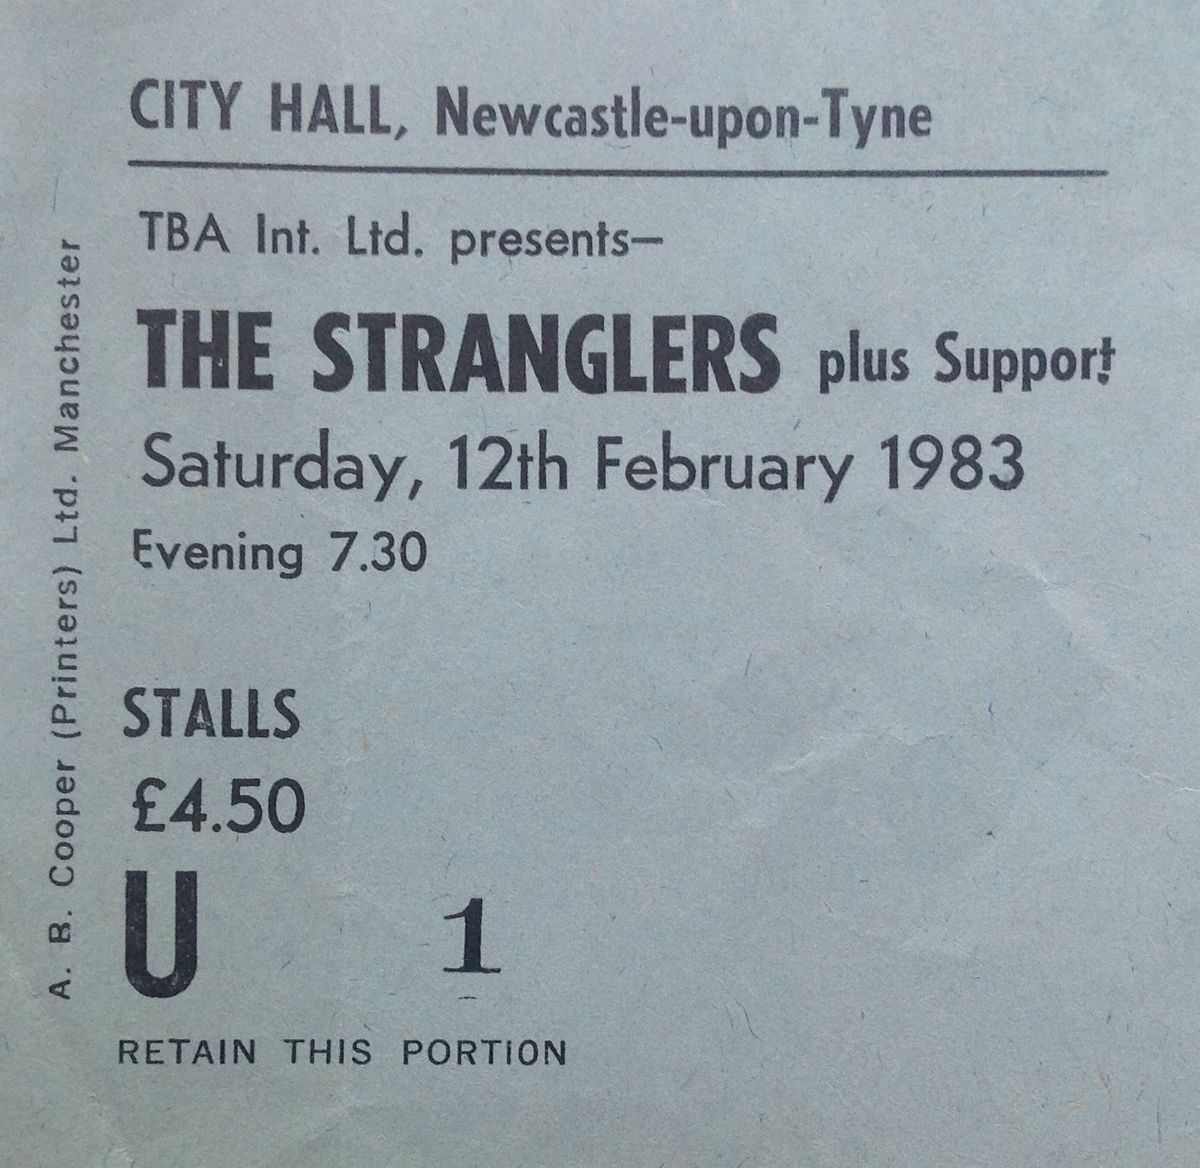 CITY HALL, Newcastle-upon-Tyne
TBA Int. Ltd. presents—
THE STRANGLERS plus Support
Saturday, 12th February 1983
Evening 7.30
STALLS
£4.50
U 1
RETAIN THIS PORTION
A. B. Cooper (Printers) Ltd. Manchester